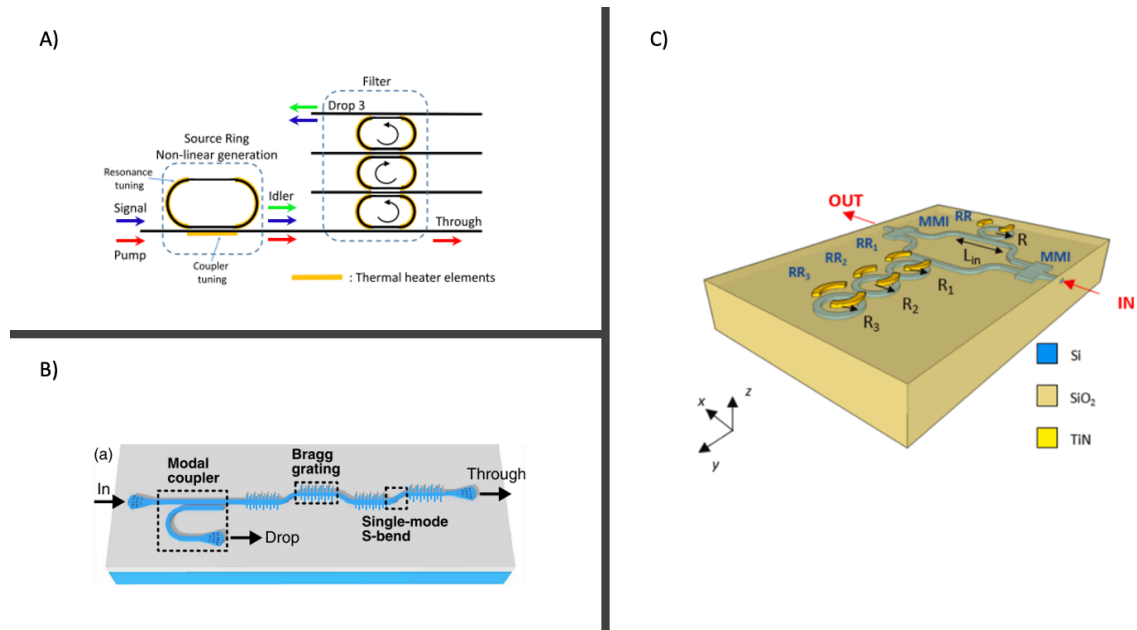 A)
Filter
Drop 3
Source Ring
Non-linear generation
Resonance
tuning
Signal
Idler
Through
Pump
Coupler
tuning
: Thermal heater elements
B)
(a)
Modal
coupler
Bragg
grating
Through
In
Single-mode
S-bend
Drop
C)
OUT
MMI
RR
R
RR₁
Lᵢₙ
MMI
RR₂
RR₃
R₁
IN
R₂
R₃
Si
SiO₂
TiN
x
z
y